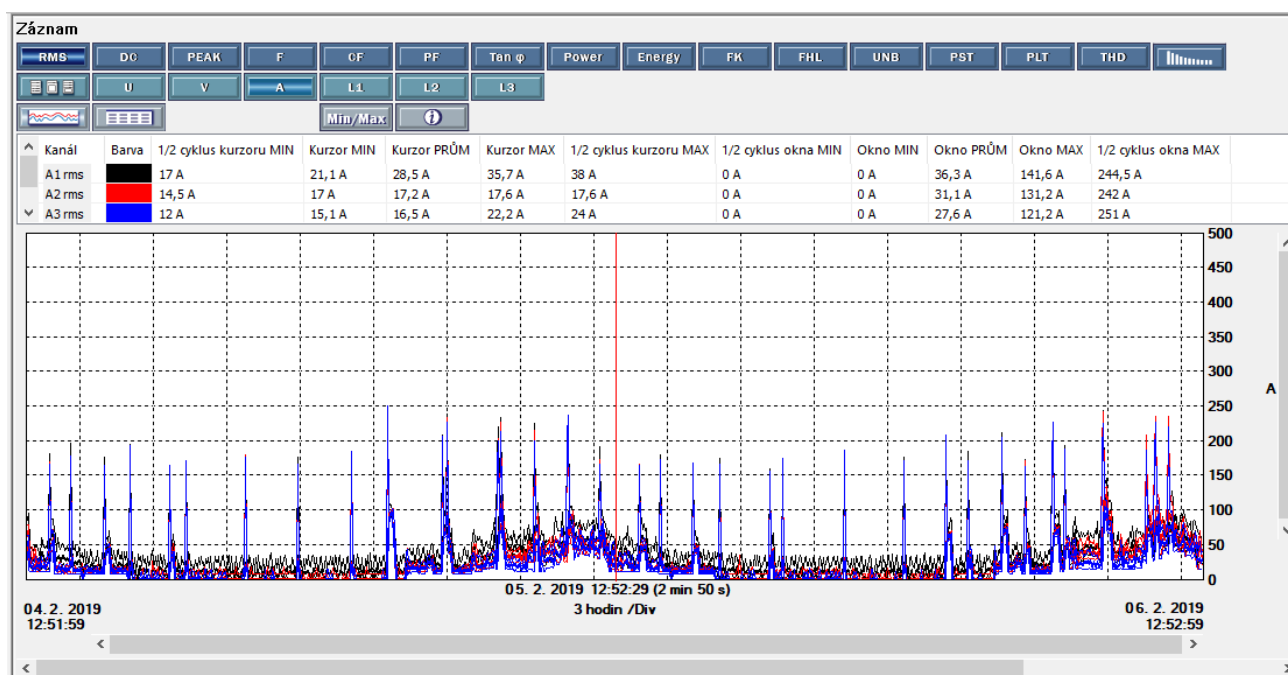 Záznam
RMS DC PEAK F CF PF Tan φ Power Energy FK FHL UNB PST PLT THD
U V A L1 L2 L3
Min/Max i
Kanál Barva 1/2 cyklus kurzoru MIN Kurzor MIN Kurzor PRŮM Kurzor MAX 1/2 cyklus kurzoru MAX 1/2 cyklus okna MIN Okno MIN Okno PRŮM Okno MAX 1/2 cyklus okna MAX
A1 rms 17 A 21,1 A 28,5 A 35,7 A 38 A 0 A 0 A 36,3 A 141,6 A 244,5 A
A2 rms 14,5 A 17 A 17,2 A 17,6 A 17,6 A 0 A 0 A 31,1 A 131,2 A 242 A
A3 rms 12 A 15,1 A 16,5 A 22,2 A 24 A 0 A 0 A 27,6 A 121,2 A 251 A
500
450
400
350
300
A
250
200
150
100
50
0
05. 2. 2019 12:52:29 (2 min 50 s)
04. 2. 2019 3 hodin /Div 06. 2. 2019
12:51:59 12:52:59